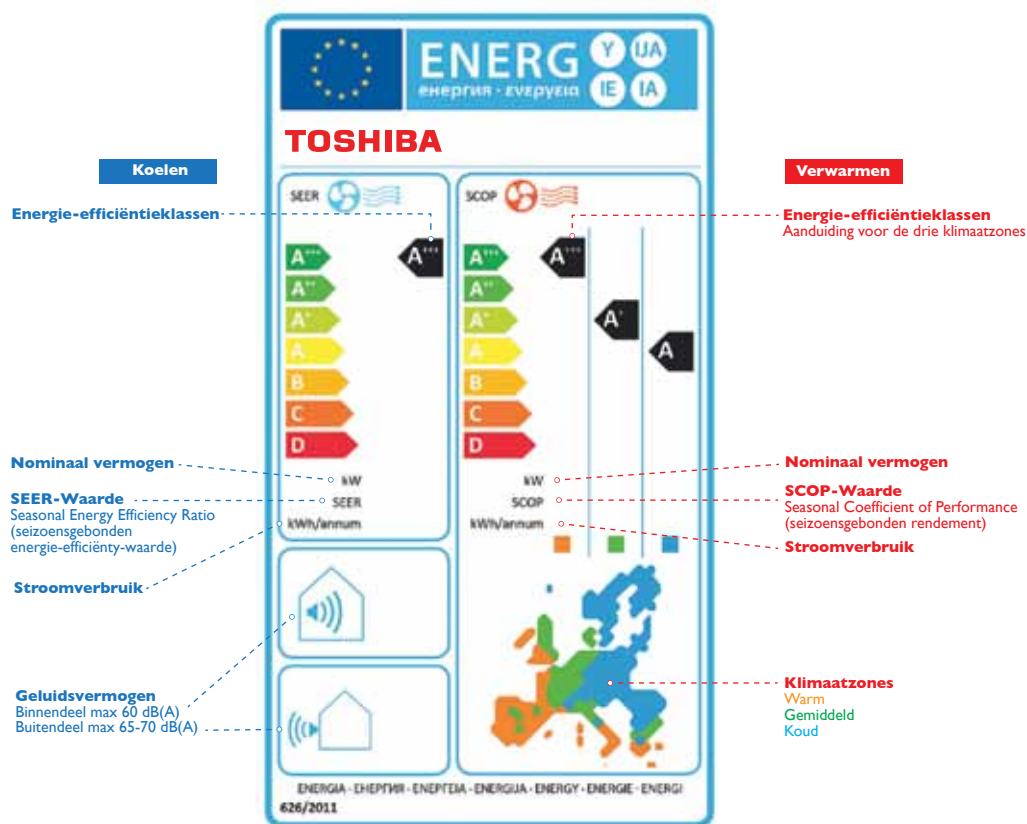 ENERG
Y IJA
IE IA
енергия · ενεργεια
TOSHIBA
Koelen
Energie-efficiëntieklassen
SEER
A+++
A++
A+
A
B
C
D
A+++
Nominaal vermogen
kW
SEER-Waarde
Seasonal Energy Efficiency Ratio
(seizoensgebonden
energie-efficiënty-waarde)
SEER
kWh/annum
Stroomverbruik
Geluidsvermogen
Binnendeel max 60 dB(A)
Buitendeel max 65-70 dB(A)
Verwarmen
Energie-efficiëntieklassen
Aanduiding voor de drie klimaatzones
SCOP
A+++
A++
A+
A
B
C
D
A+++
A+
A
Nominaal vermogen
kW
SCOP-Waarde
Seasonal Coefficient of Performance
(seizoensgebonden rendement)
SCOP
kWh/annum
Stroomverbruik
Klimaatzones
Warm
Gemiddeld
Koud
ENERGIA · ЕНЕРГИЯ · ΕΝΕΡΓΕΙΑ · ENERGIJA · ENERGY · ENERGIE · ENERGI
626/2011